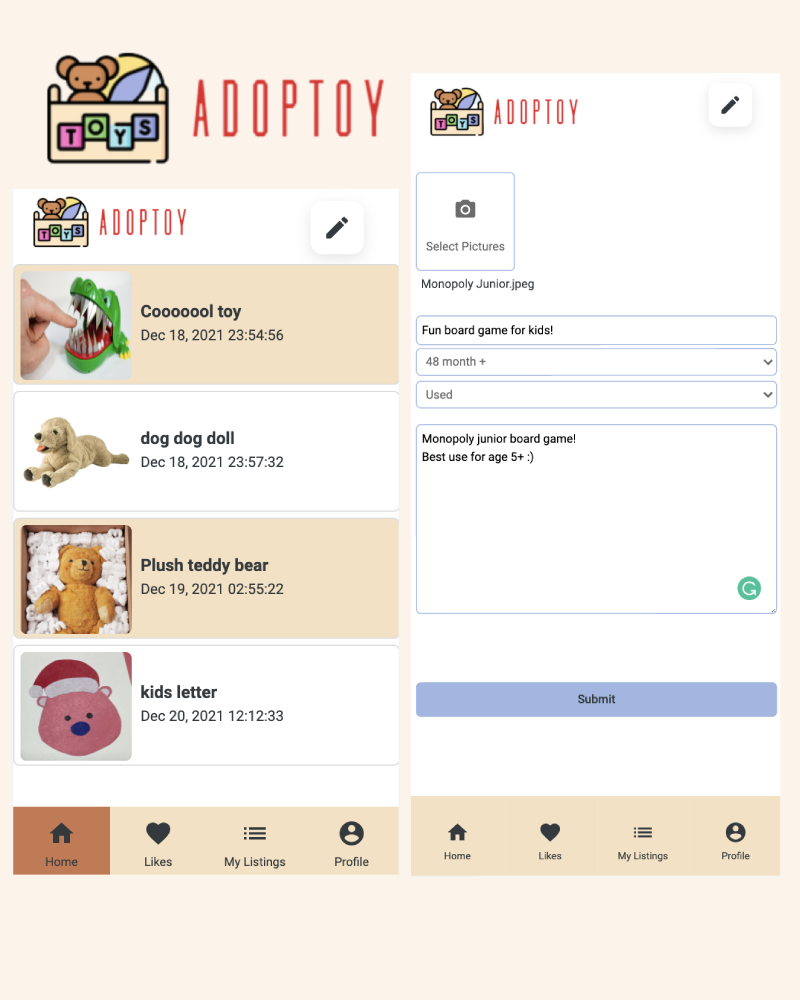 TOYS
ADOPTOY
TOYS
ADOPTOY
Cooooool toy
Dec 18, 2021 23:54:56
dog dog doll
Dec 18, 2021 23:57:32
Plush teddy bear
Dec 19, 2021 02:55:22
kids letter
Dec 20, 2021 12:12:33
Home
Likes
My Listings
Profile
TOYS
ADOPTOY
Select Pictures
Monopoly Junior.jpeg
Fun board game for kids!
48 month +
Used
Monopoly junior board game!
Best use for age 5+ :)
Submit
Home
Likes
My Listings
Profile